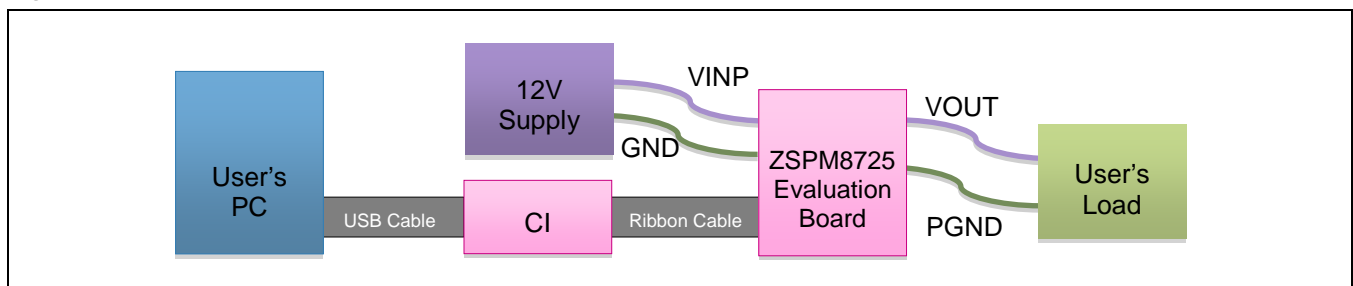 12V
Supply
VINP
GND
User's
PC
USB Cable
CI
Ribbon Cable
ZSPM8725
Evaluation
Board
VOUT
PGND
User's
Load